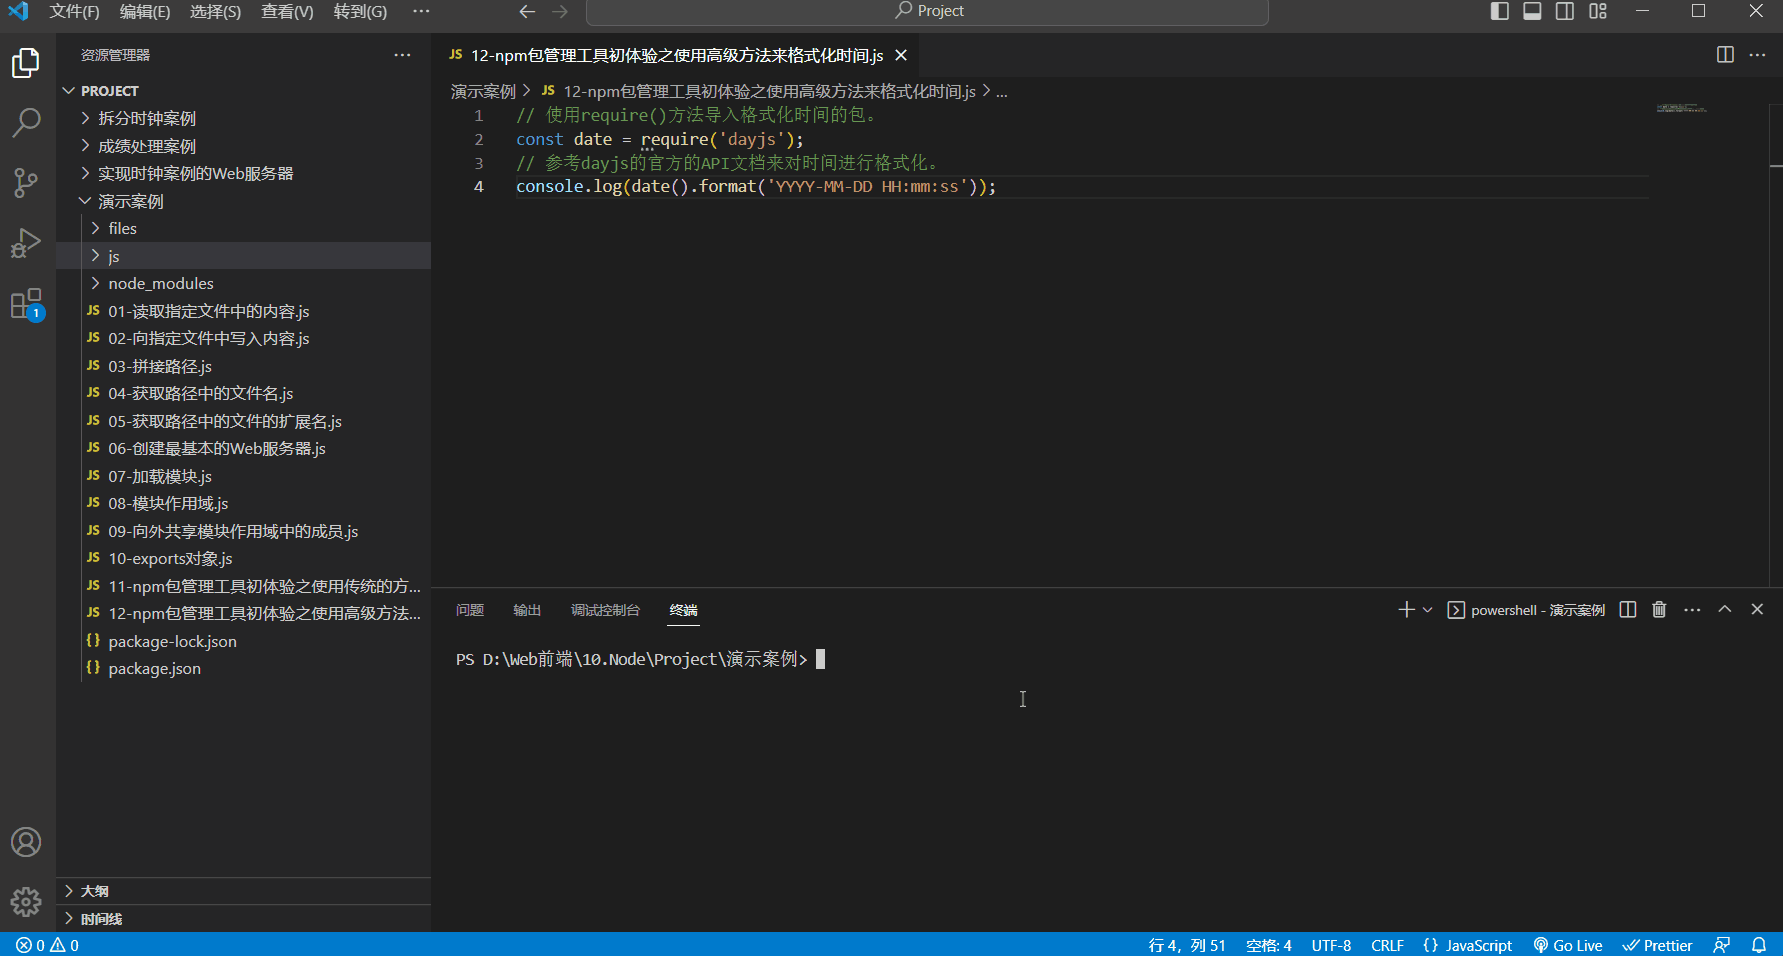 文件(F) 编辑(E) 选择(S) 查看(V) 转到(G) ··· Project
资源管理器 ···
JS 12-npm包管理工具初体验之使用高级方法来格式化时间.js
PROJECT
演示案例 > JS 12-npm包管理工具初体验之使用高级方法来格式化时间.js > ...
拆分时钟案例
成绩处理案例
实现时钟案例的Web服务器
演示案例
files
js
node_modules
JS 01-读取指定文件中的内容.js
JS 02-向指定文件中写入内容.js
JS 03-拼接路径.js
JS 04-获取路径中的文件名.js
JS 05-获取路径中的文件的扩展名.js
JS 06-创建最基本的Web服务器.js
JS 07-加载模块.js
JS 08-模块作用域.js
JS 09-向外共享模块作用域中的成员.js
JS 10-exports对象.js
JS 11-npm包管理工具初体验之使用传统的方...
JS 12-npm包管理工具初体验之使用高级方法...
{} package-lock.json
{} package.json
大纲
时间线
1
1 // 使用require()方法导入格式化时间的包。
2 const date = require('dayjs');
3 // 参考dayjs的官方的API文档来对时间进行格式化。
4 console.log(date().format('YYYY-MM-DD HH:mm:ss'));
问题 输出 调试控制台 终端 powershell - 演示案例
PS D:\Web前端\10.Node\Project\演示案例>
0 0 行 4，列 51 空格: 4 UTF-8 CRLF {} JavaScript Go Live Prettier